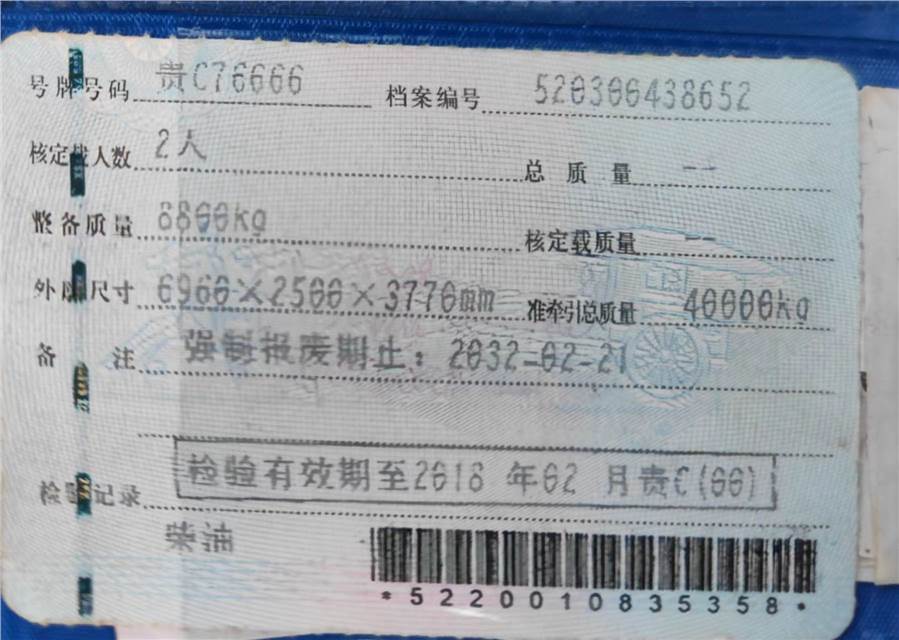 号牌号码 贵C76666 档案编号 520300438652
核定载人数 2人 总质量 --
整备质量 8800kg 核定载质量 --
外廓尺寸 6960×2500×3770mm 准牵引总质量 40000kg
备注 强制报废期止：2032-02-21
检验记录 检验有效期至2018 年02 月贵C(00)
柴油
*5220010835358*